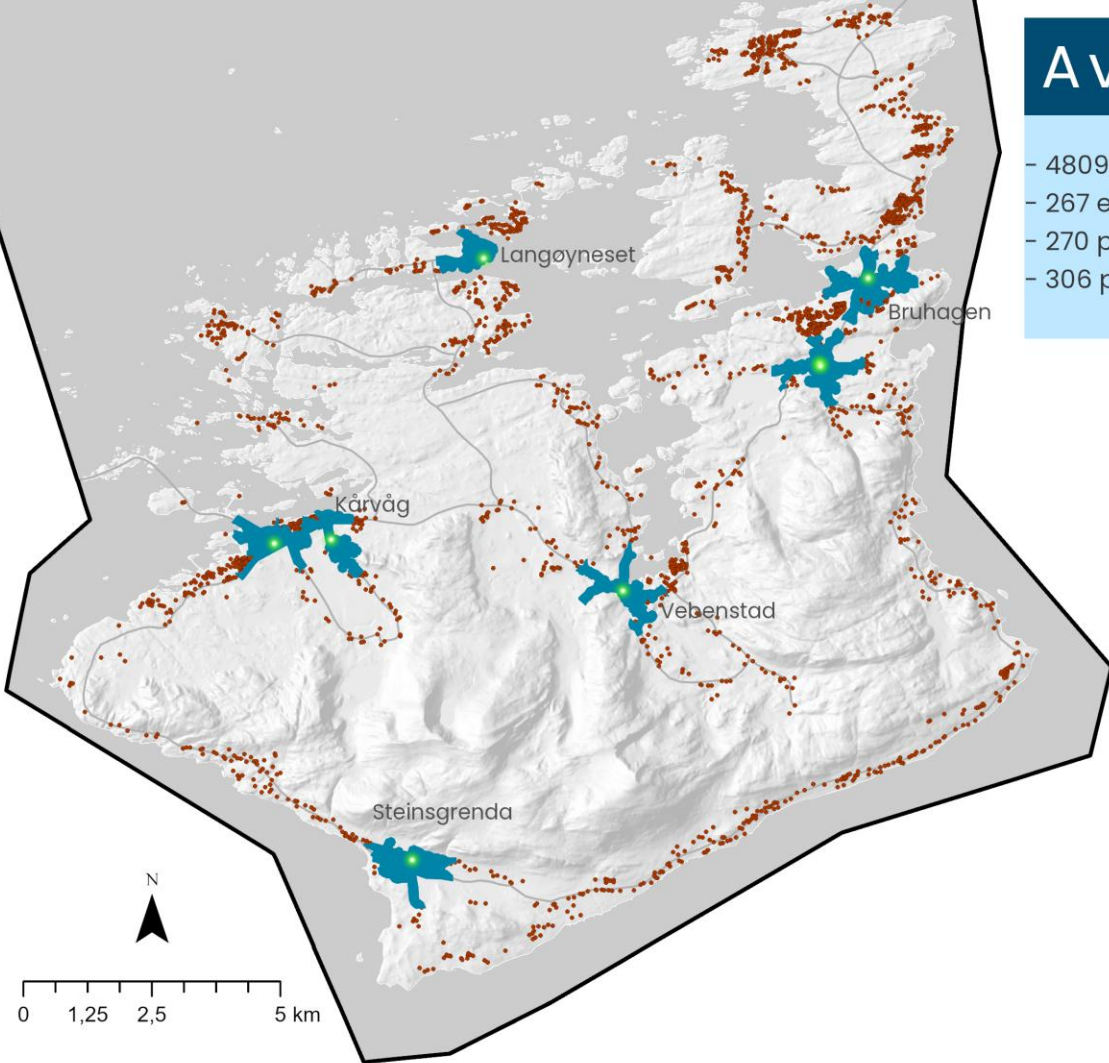 A v
- 4809
- 267 e
- 270 p
- 306 p
Langøyneset
Bruhagen
Kårvåg
Vebenstad
Steinsgrenda
N
0 1,25 2,5 5 km